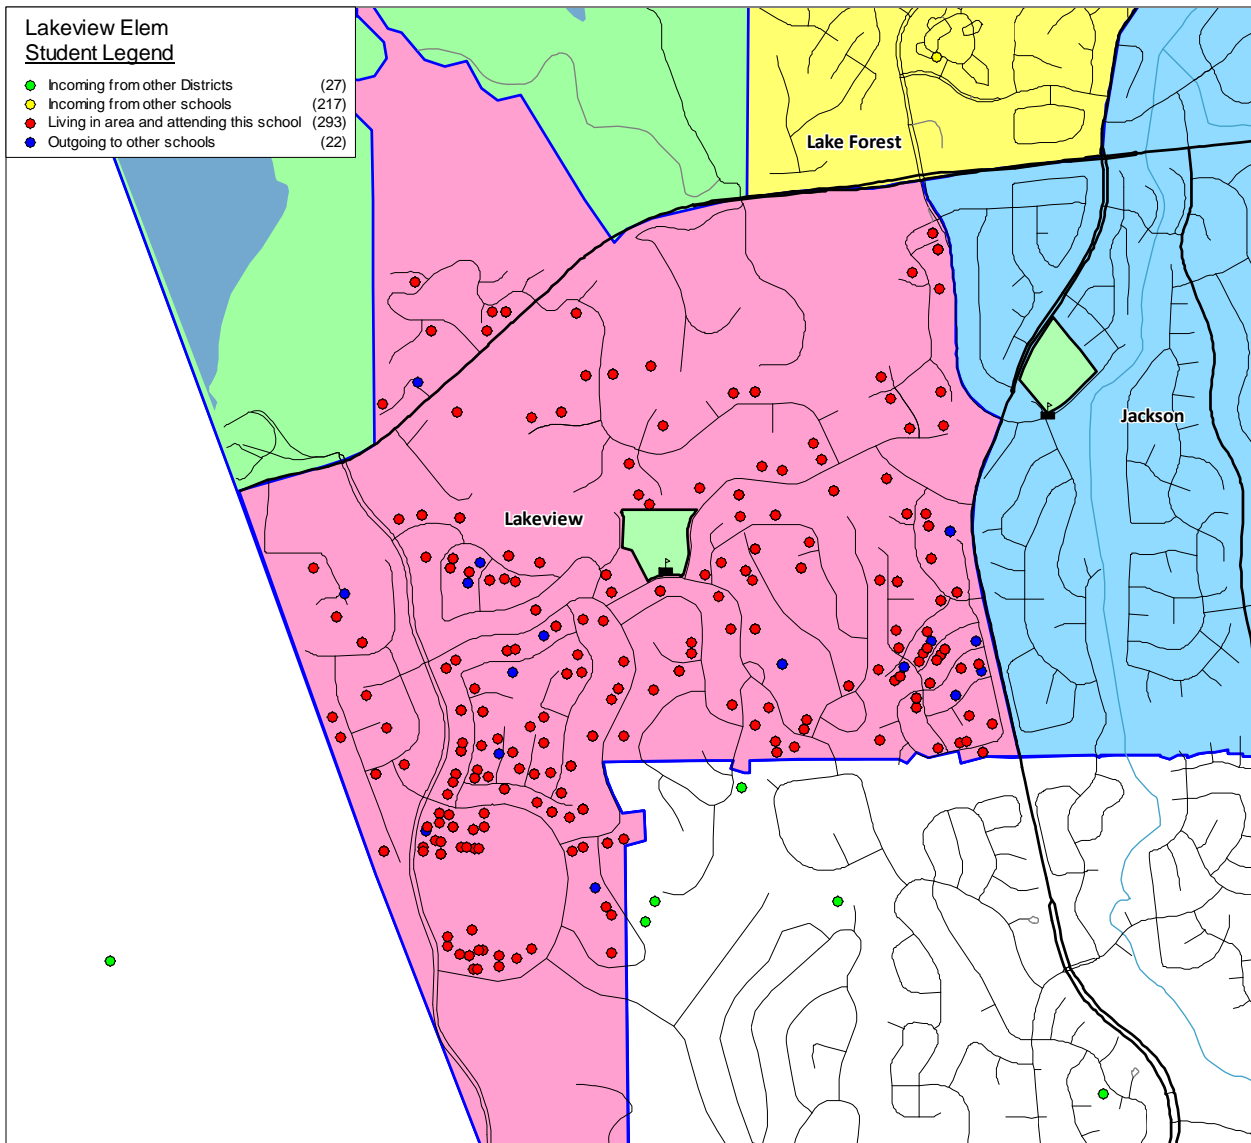 Lakeview Elem
Student Legend
Incoming from other Districts (27)
Incoming from other schools (217)
Living in area and attending this school (293)
Outgoing to other schools (22)
Lake Forest
Jackson
Lakeview